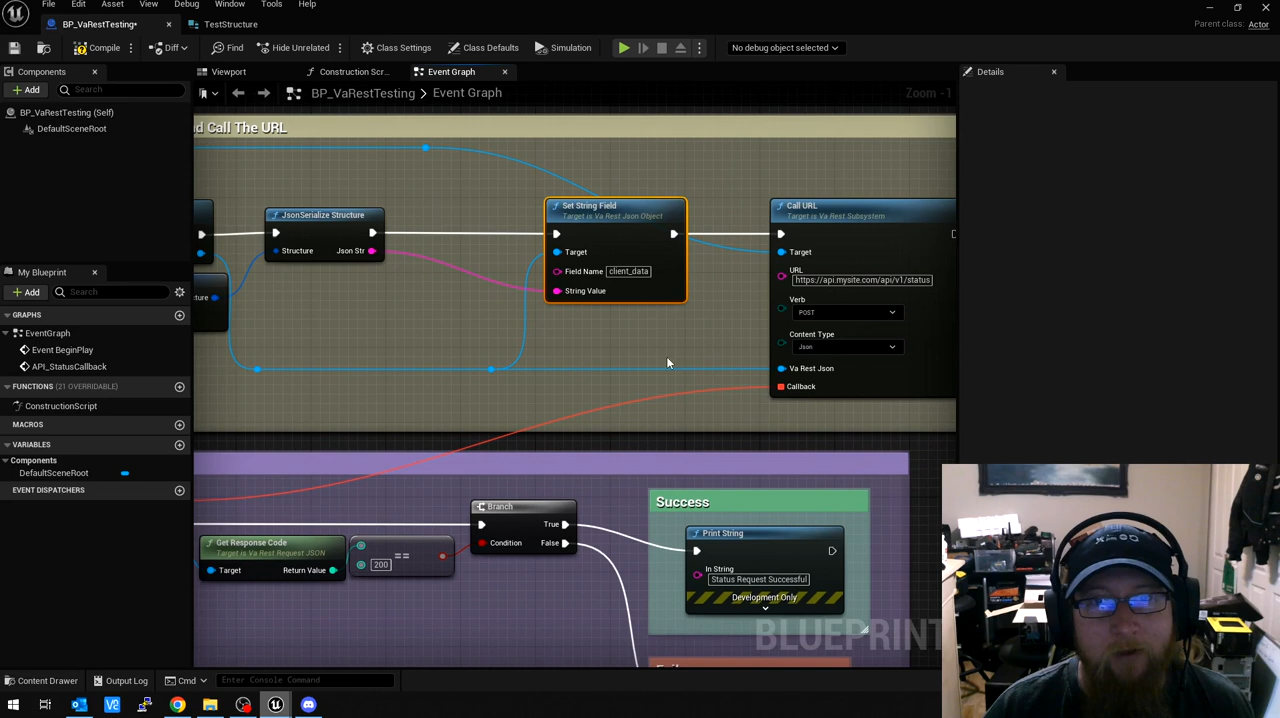 File Edit Asset View Debug Window Tools Help
BP_VaRestTesting*
TestStructure
Parent class: Actor
Compile
Diff
Find
Hide Unrelated
Class Settings
Class Defaults
Simulation
No debug object selected
Components
Viewport
Construction Scr...
Event Graph
Details
Add
Search
BP_VaRestTesting > Event Graph
Zoom -1
BP_VaRestTesting (Self)
DefaultSceneRoot
d Call The URL
JsonSerialize Structure
Structure
Json Str
Set String Field
Target is Va Rest Json Object
Target
Field Name client_data
String Value
Call URL
Target is Va Rest Subsystem
Target
URL
https://api.mysite.com/api/v1/status
Verb
POST
Content Type
Json
Va Rest Json
Callback
ture
My Blueprint
Add
Search
GRAPHS
EventGraph
Event BeginPlay
API_StatusCallback
FUNCTIONS (21 OVERRIDABLE)
ConstructionScript
MACROS
VARIABLES
Components
DefaultSceneRoot
EVENT DISPATCHERS
Branch
True
Condition False
Get Response Code
Target is Va Rest Request JSON
Target Return Value
==
200
Success
Print String
In String
Status Request Successful
Development Only
BLUEPRINT
Content Drawer
Output Log
Cmd
Enter Console Command